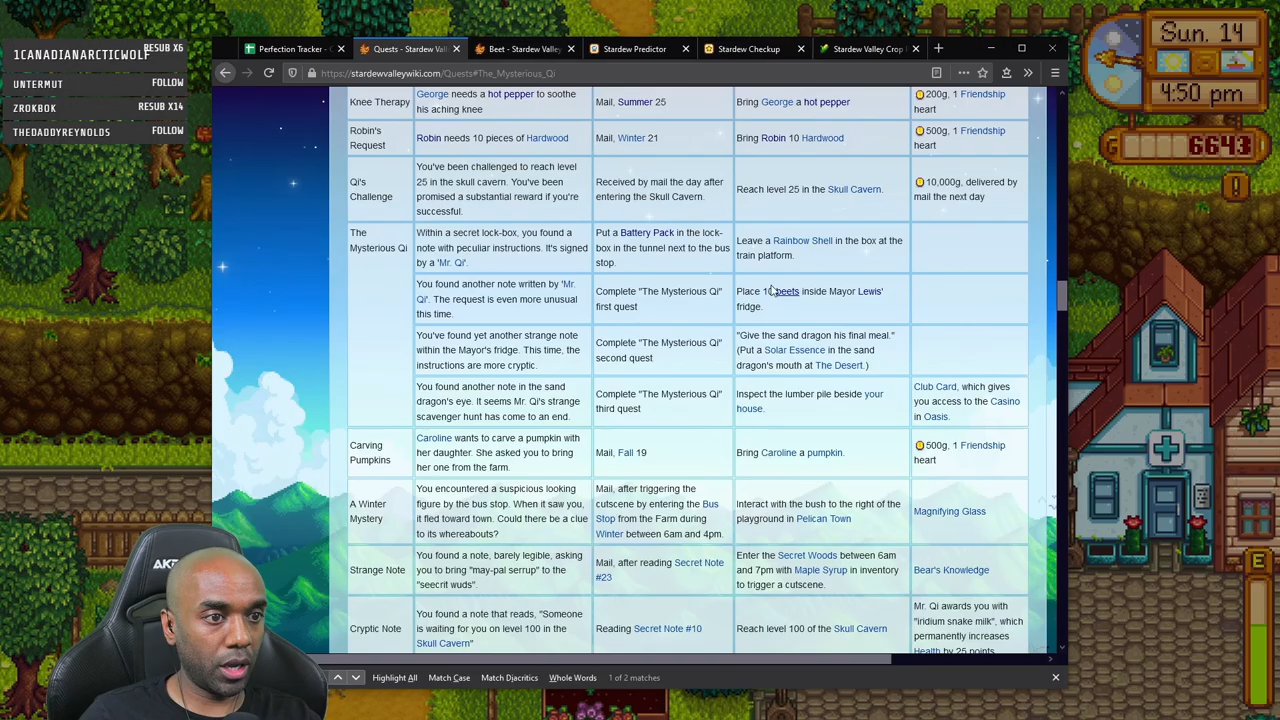 1CANADIANARCTICWOLF RESUB X6
UNTERMUT FOLLOW
ZROKBOK RESUB X14
THEDADDYREYNOLDS FOLLOW
Perfection Tracker -
Quests - Stardew Val
Beet - Stardew Valley
Stardew Predictor
Stardew Checkup
Stardew Valley Crop
https://stardewvalleywiki.com/Quests#The_Mysterious_Qi
Sun. 14
4:50 pm
6643
Knee Therapy
George needs a hot pepper to soothe
his aching knee
Mail, Summer 25
Bring George a hot pepper
200g, 1 Friendship
heart
Robin's
Request
Robin needs 10 pieces of Hardwood
Mail, Winter 21
Bring Robin 10 Hardwood
500g, 1 Friendship
heart
Qi's
Challenge
You've been challenged to reach level
25 in the skull cavern. You've been
promised a substantial reward if you're
successful.
Received by mail the day after
entering the Skull Cavern.
Reach level 25 in the Skull Cavern.
10,000g, delivered by
mail the next day
The
Mysterious Qi
Within a secret lock-box, you found a
note with peculiar instructions. It's signed
by a 'Mr. Qi'.
Put a Battery Pack in the lock-
box in the tunnel next to the bus
stop.
Leave a Rainbow Shell in the box at the
train platform.
You found another note written by 'Mr.
Qi'. The request is even more unusual
this time.
Complete "The Mysterious Qi"
first quest
Place 10 beets inside Mayor Lewis'
fridge.
You've found yet another strange note
within the Mayor's fridge. This time, the
instructions are more cryptic.
Complete "The Mysterious Qi"
second quest
"Give the sand dragon his final meal."
(Put a Solar Essence in the sand
dragon's mouth at The Desert.)
You found another note in the sand
dragon's eye. It seems Mr. Qi's strange
scavenger hunt has come to an end.
Complete "The Mysterious Qi"
third quest
Inspect the lumber pile beside your
house.
Club Card, which gives
you access to the Casino
in Oasis.
Carving
Pumpkins
Caroline wants to carve a pumpkin with
her daughter. She asked you to bring
her one from the farm.
Mail, Fall 19
Bring Caroline a pumpkin.
500g, 1 Friendship
heart
A Winter
Mystery
You encountered a suspicious looking
figure by the bus stop. When it saw you,
it fled toward town. Could there be a clue
to its whereabouts?
Mail, after triggering the
cutscene by entering the Bus
Stop from the Farm during
Winter between 6am and 4pm.
Interact with the bush to the right of the
playground in Pelican Town
Magnifying Glass
Strange Note
You found a note, barely legible, asking
you to bring "may-pal serrup" to the
"seecrit wuds".
Mail, after reading Secret Note
#23
Enter the Secret Woods between 6am
and 7pm with Maple Syrup in inventory
to trigger a cutscene.
Bear's Knowledge
Cryptic Note
You found a note that reads, "Someone
is waiting for you on level 100 in the
Skull Cavern"
Reading Secret Note #10
Reach level 100 of the Skull Cavern
Mr. Qi awards you with
"iridium snake milk", which
permanently increases
Health by 25 points.
Highlight All
Match Case
Match Diacritics
Whole Words
1 of 2 matches
E